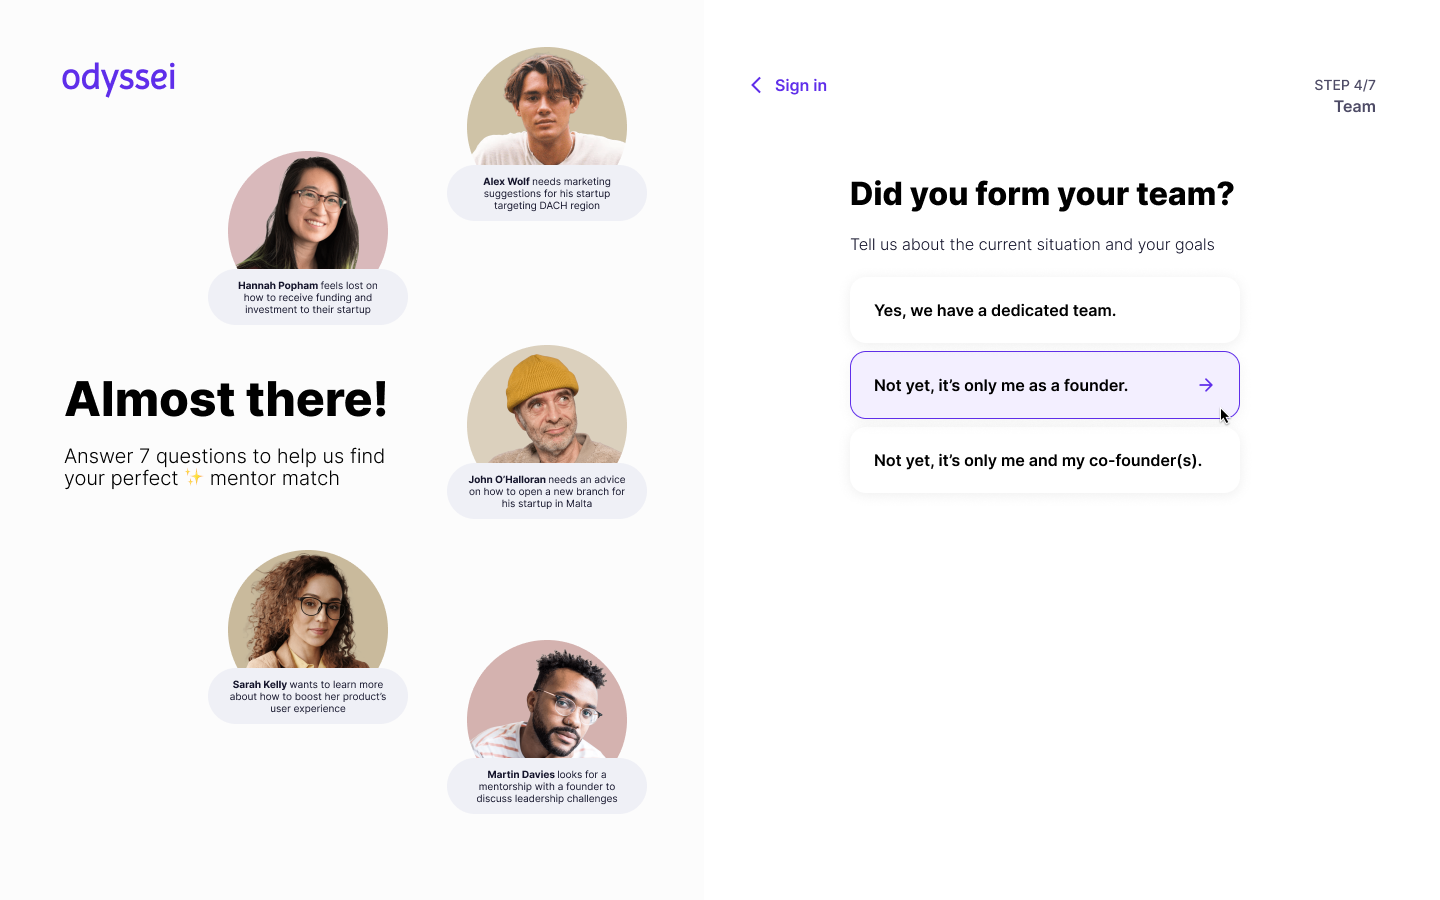 odyssei
Alex Wolf needs marketing
suggestions for his startup
targeting DACH region
Hannah Popham feels lost on
how to receive funding and
investment to their startup
Almost there!
Answer 7 questions to help us find
your perfect ✨ mentor match
John O’Halloran needs an advice
on how to open a new branch for
his startup in Malta
Sarah Kelly wants to learn more
about how to boost her product’s
user experience
Martin Davies looks for a
mentorship with a founder to
discuss leadership challenges
Sign in
STEP 4/7
Team
Did you form your team?
Tell us about the current situation and your goals
Yes, we have a dedicated team.
Not yet, it’s only me as a founder.
Not yet, it’s only me and my co-founder(s).